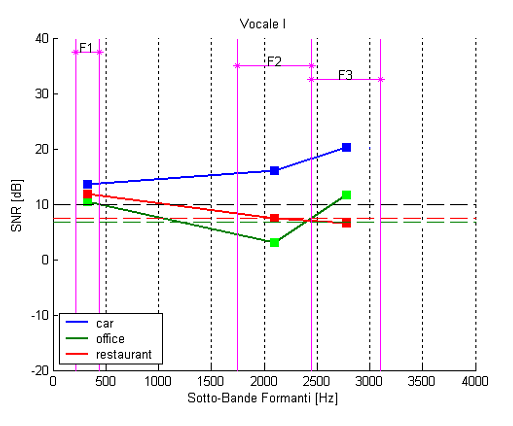 Vocale I
F1
F2
F3
40
30
20
10
0
-10
-20
SNR [dB]
car
office
restaurant
0 500 1000 1500 2000 2500 3000 3500 4000
Sotto-Bande Formanti [Hz]